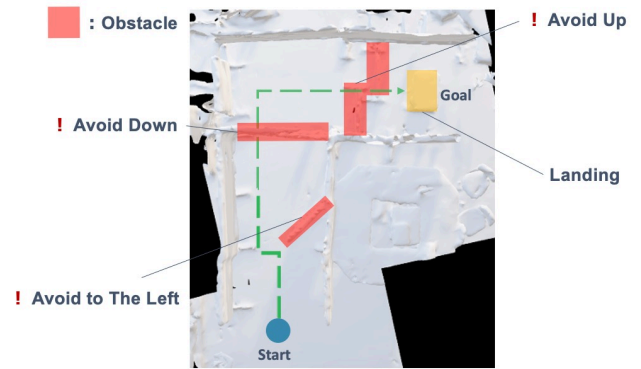 : Obstacle
! Avoid Up
Goal
! Avoid Down
Landing
! Avoid to The Left
Start